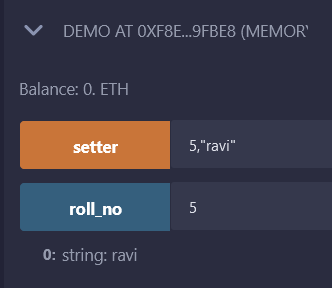 DEMO AT 0XF8E...9FBE8 (MEMORY
Balance: 0. ETH
setter 5,"ravi"
roll_no 5
0: string: ravi